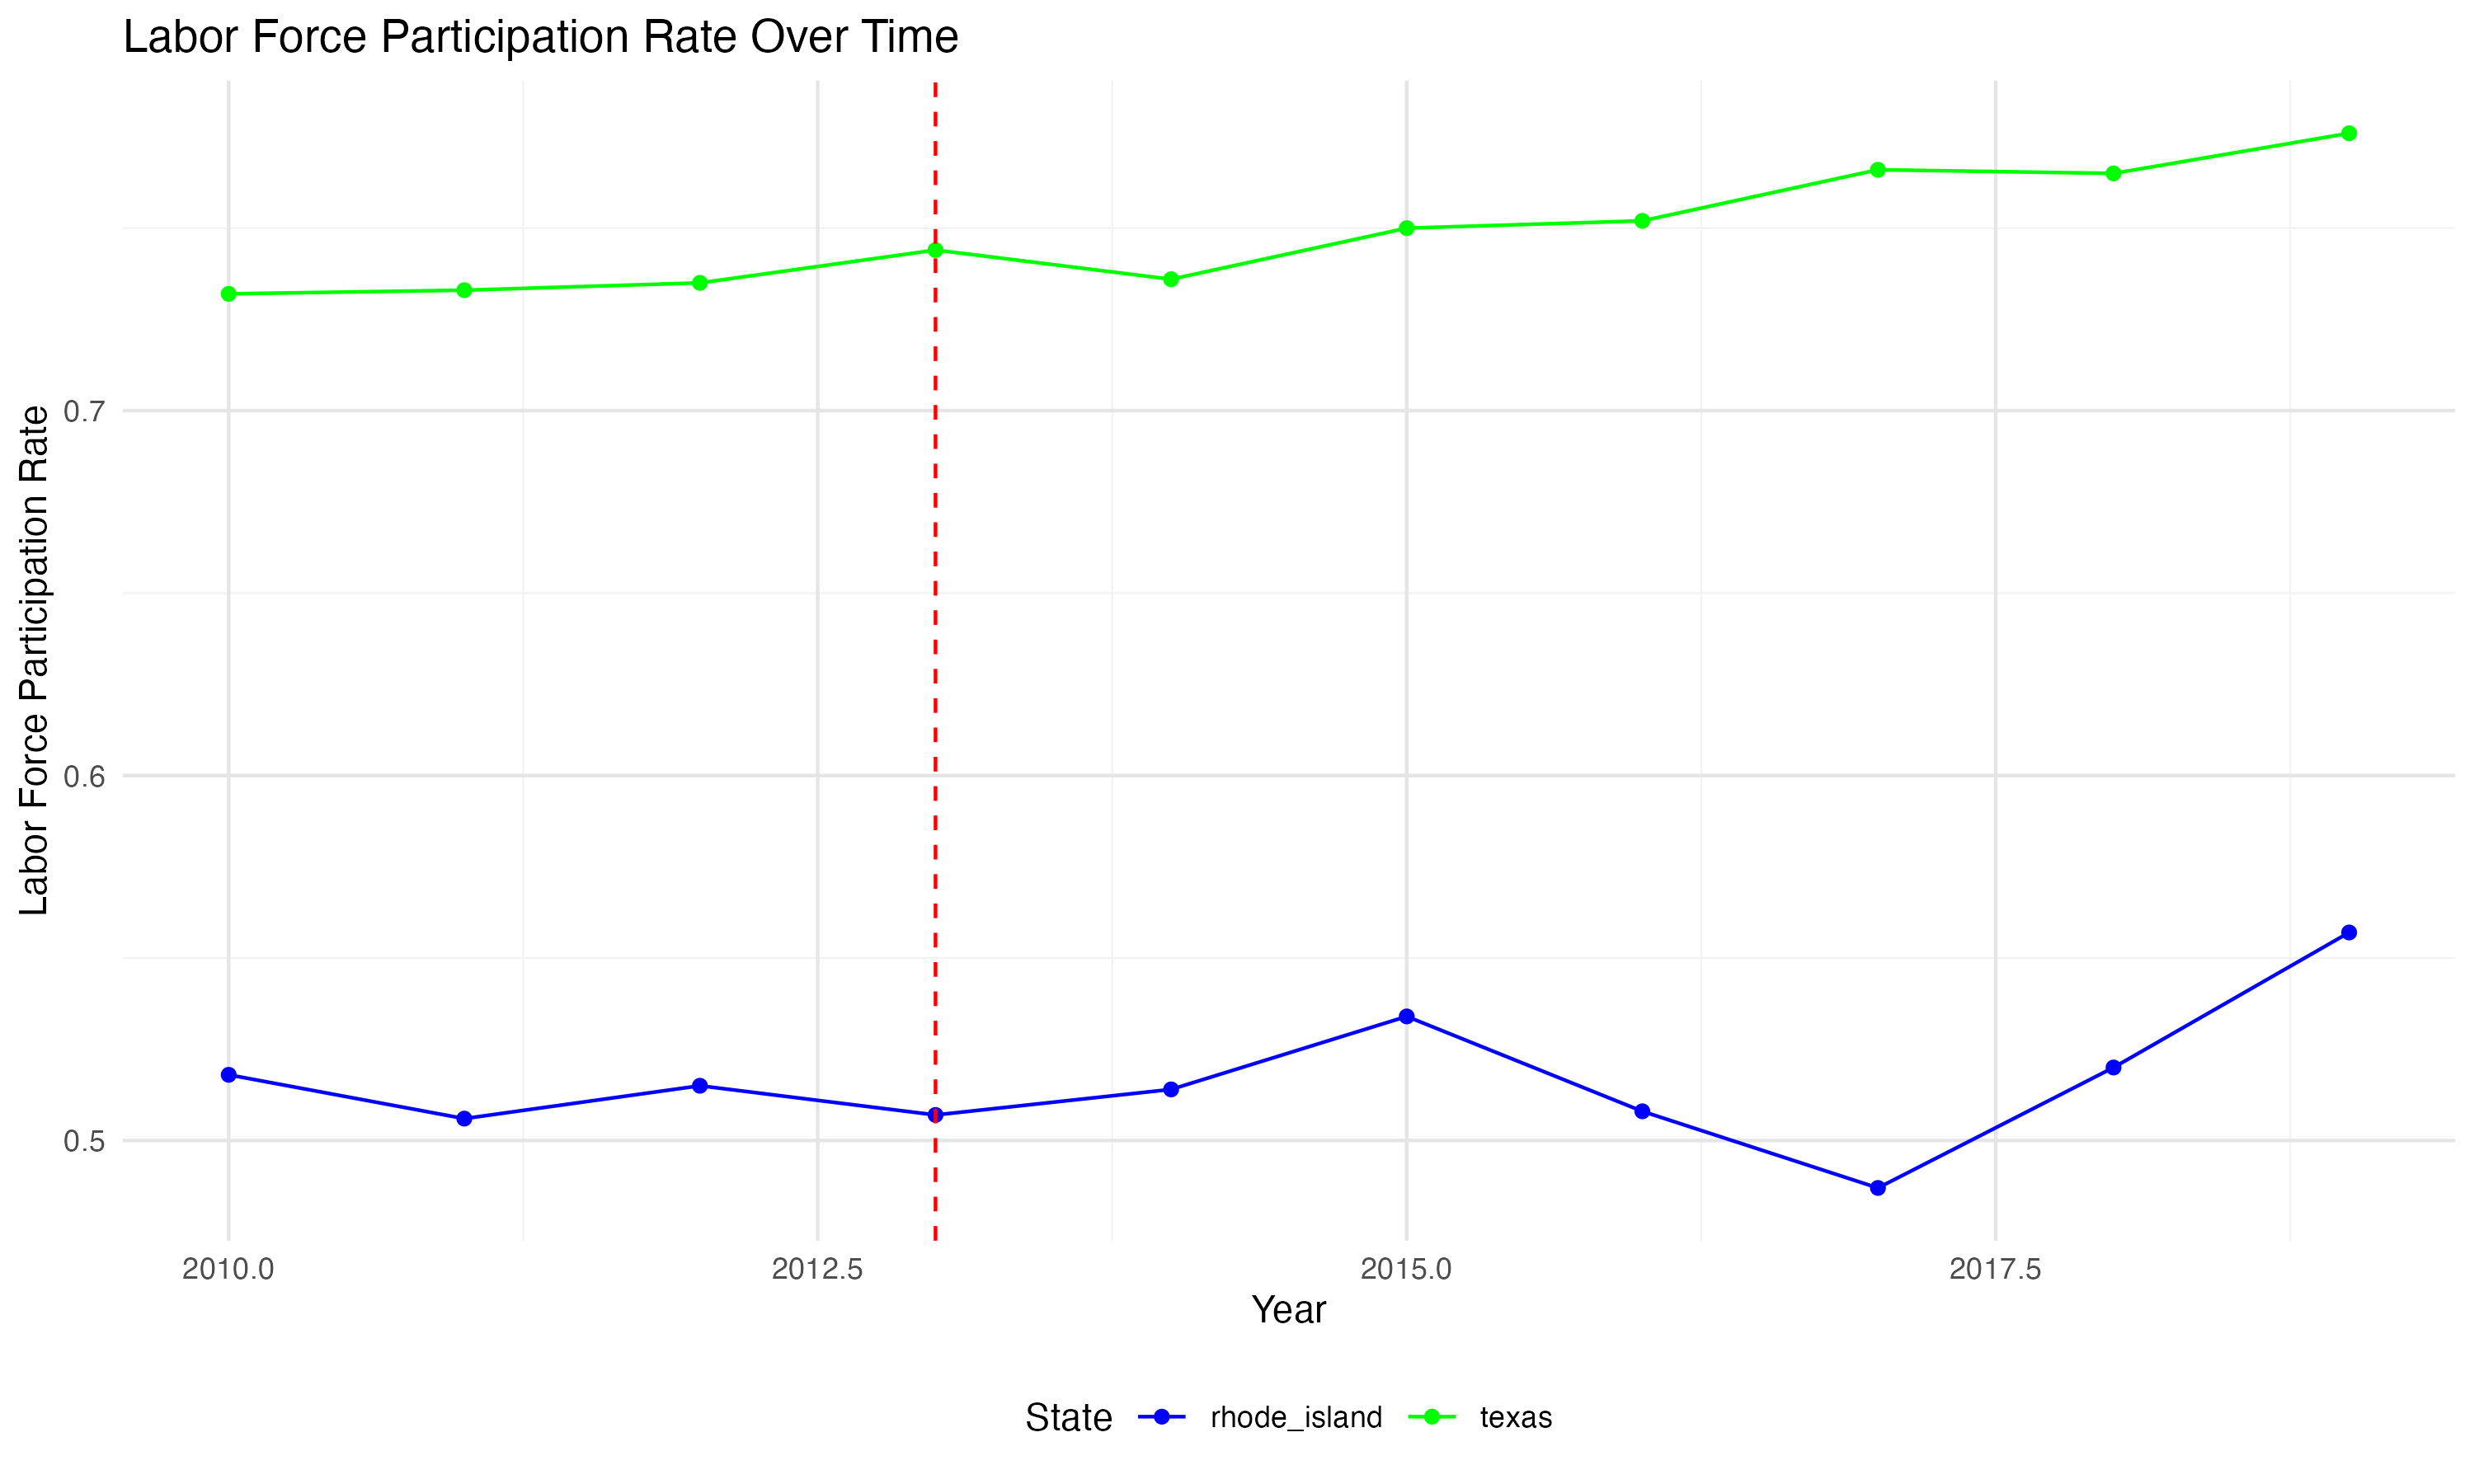 Labor Force Participation Rate Over Time
Labor Force Participation Rate
0.7
0.6
0.5
2010.0 2012.5 2015.0 2017.5
Year
State rhode_island texas